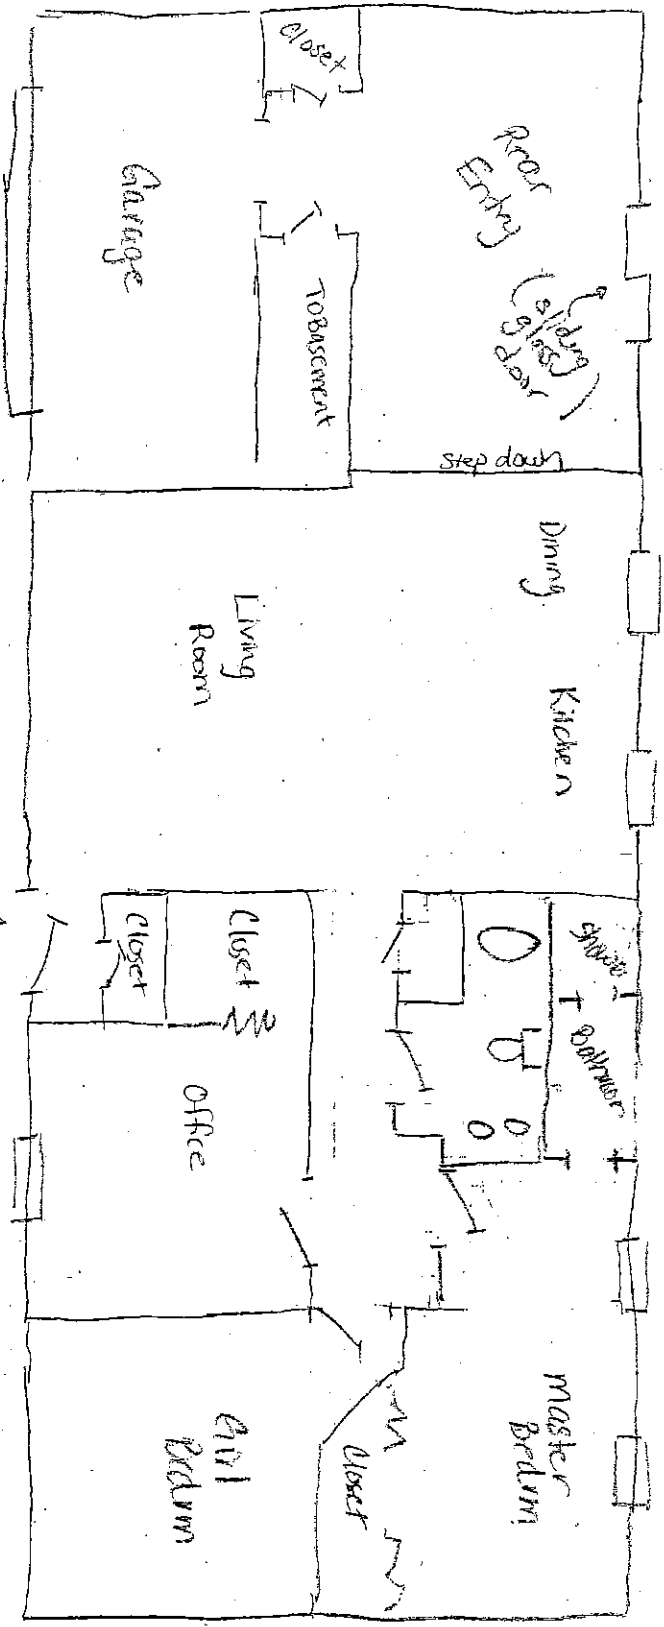 Closet
Rear
Entry
(sliding
glass
door)
Garage
To Basement
step down
Dining
Kitchen
Living
Room
Closet
Closet
Office
Shower
Bathroom
Master
Bedrm
Closet
Girl
Bedrm